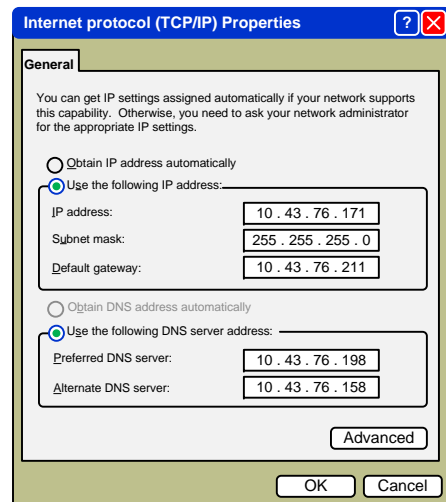 Internet protocol (TCP/IP) Properties ? X
General
You can get IP settings assigned automatically if your network supports
this capability. Otherwise, you need to ask your network administrator
for the appropriate IP settings.
Obtain IP address automatically
Use the following IP address:
IP address: 10 . 43 . 76 . 171
Subnet mask: 255 . 255 . 255 . 0
Default gateway: 10 . 43 . 76 . 211
Obtain DNS address automatically
Use the following DNS server address:
Preferred DNS server: 10 . 43 . 76 . 198
Alternate DNS server: 10 . 43 . 76 . 158
Advanced
OK Cancel